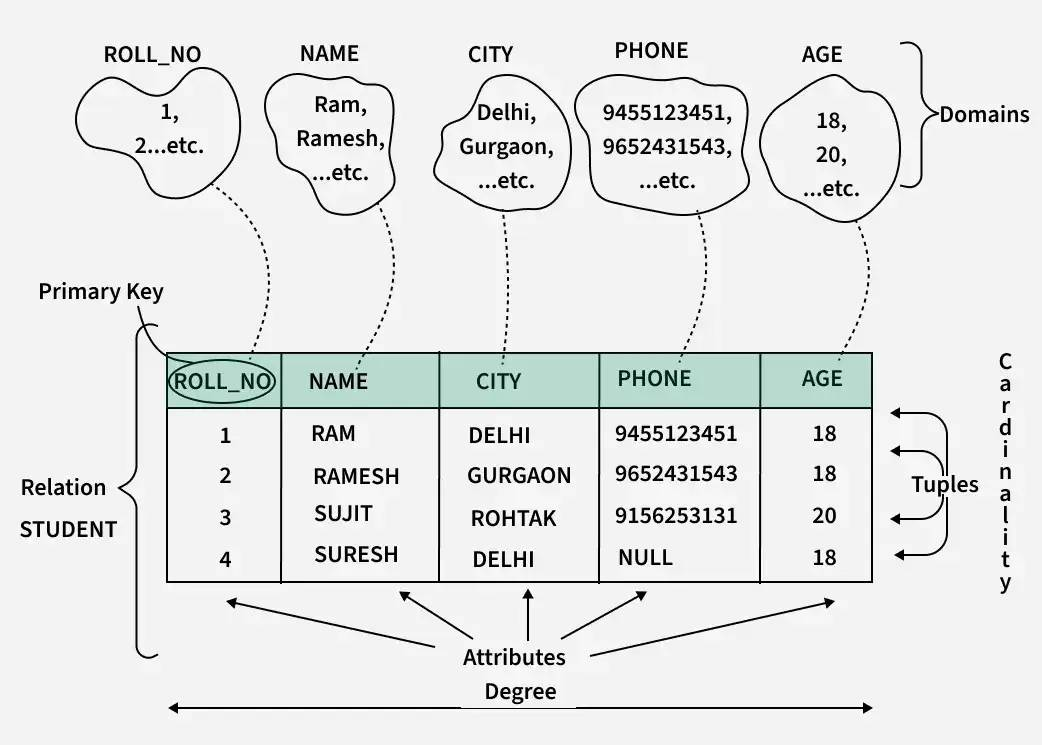 ROLL_NO NAME CITY PHONE AGE
1,
2...etc.
Ram,
Ramesh,
...etc.
Delhi,
Gurgaon,
...etc.
9455123451,
9652431543,
...etc.
18,
20,
...etc.
Domains
Primary Key
ROLL_NO NAME CITY PHONE AGE
1 RAM DELHI 9455123451 18
2 RAMESH GURGAON 9652431543 18
3 SUJIT ROHTAK 9156253131 20
4 SURESH DELHI NULL 18
Relation
STUDENT
Tuples
Cardinality
Attributes
Degree